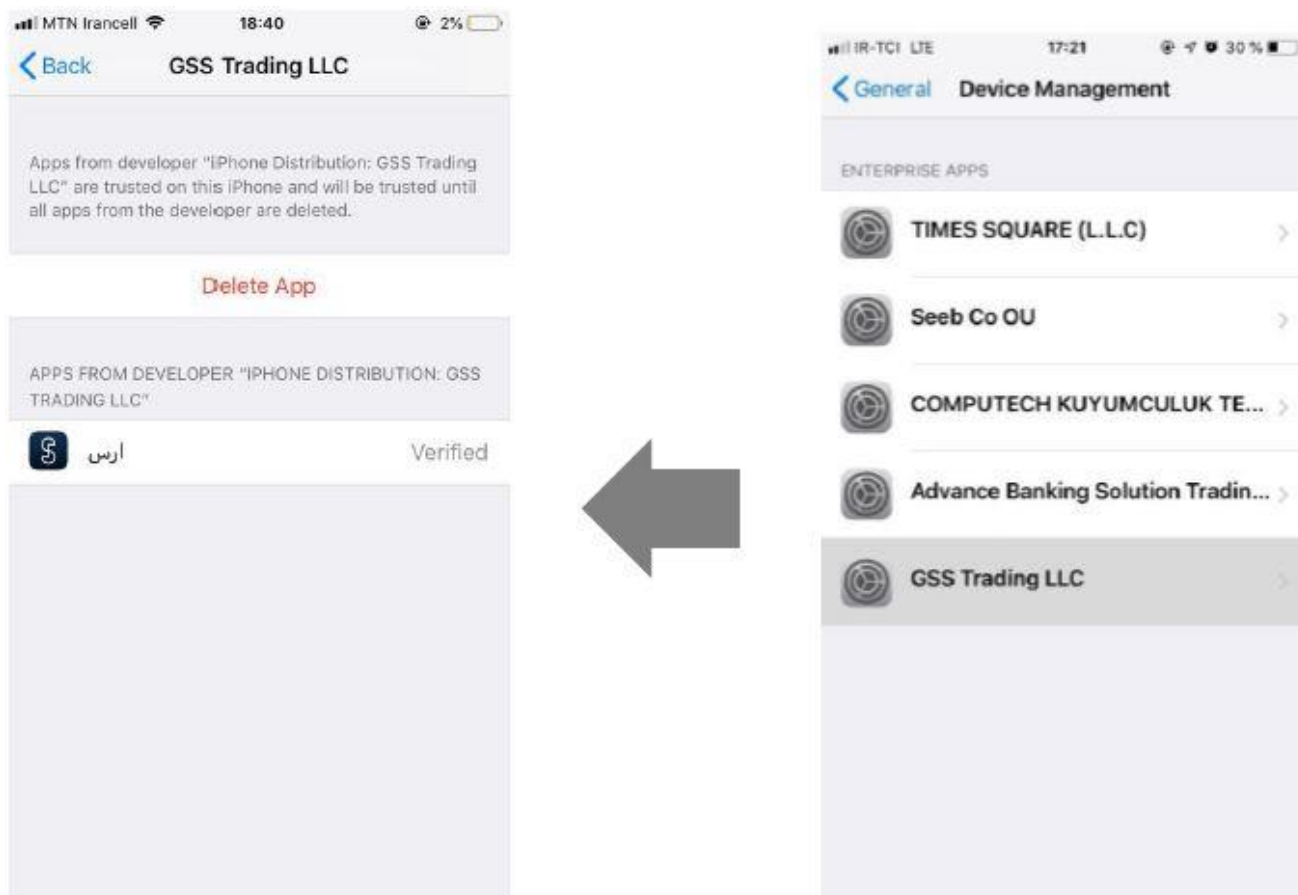 MTN Irancell 18:40 2%
Back GSS Trading LLC
Apps from developer "iPhone Distribution: GSS Trading
LLC" are trusted on this iPhone and will be trusted until
all apps from the developer are deleted.
Delete App
APPS FROM DEVELOPER "IPHONE DISTRIBUTION: GSS
TRADING LLC"
ارس Verified
IR-TCI LTE 17:21 30 %
General Device Management
ENTERPRISE APPS
TIMES SQUARE (L.L.C)
Seeb Co OU
COMPUTECH KUYUMCULUK TE...
Advance Banking Solution Tradin...
GSS Trading LLC